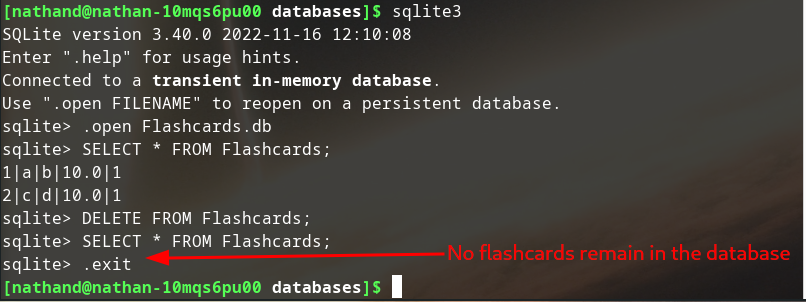 [nathand@nathan-10mqs6pu00 databases]$ sqlite3
SQLite version 3.40.0 2022-11-16 12:10:08
Enter ".help" for usage hints.
Connected to a transient in-memory database.
Use ".open FILENAME" to reopen on a persistent database.
sqlite> .open Flashcards.db
sqlite> SELECT * FROM Flashcards;
1|a|b|10.0|1
2|c|d|10.0|1
sqlite> DELETE FROM Flashcards;
sqlite> SELECT * FROM Flashcards;
No flashcards remain in the database
sqlite> .exit
[nathand@nathan-10mqs6pu00 databases]$